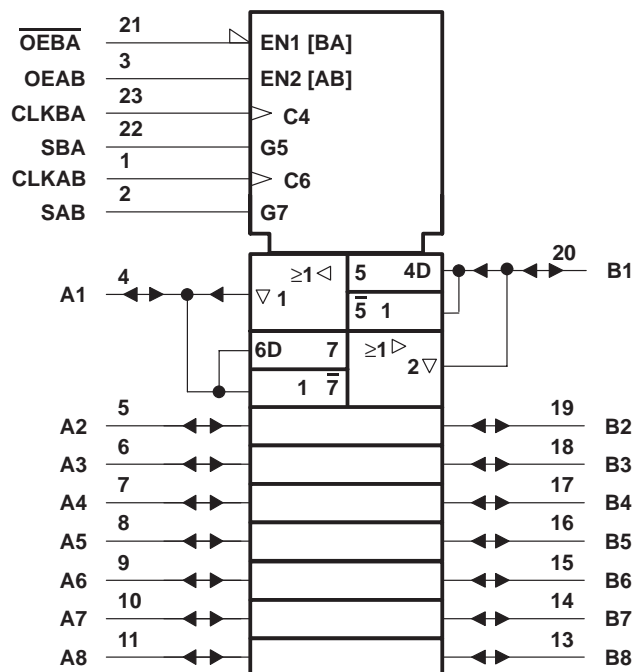 OEBA 21 EN1 [BA]
OEAB 3 EN2 [AB]
CLKBA 23 C4
SBA 22 G5
CLKAB 1 C6
SAB 2 G7
A1 4 ≥1 ▽ 1 5 4D 20 B1
5̅ 1
6D 7 ≥1 2 ▽
1 7̅
A2 5 19 B2
A3 6 18 B3
A4 7 17 B4
A5 8 16 B5
A6 9 15 B6
A7 10 14 B7
A8 11 13 B8